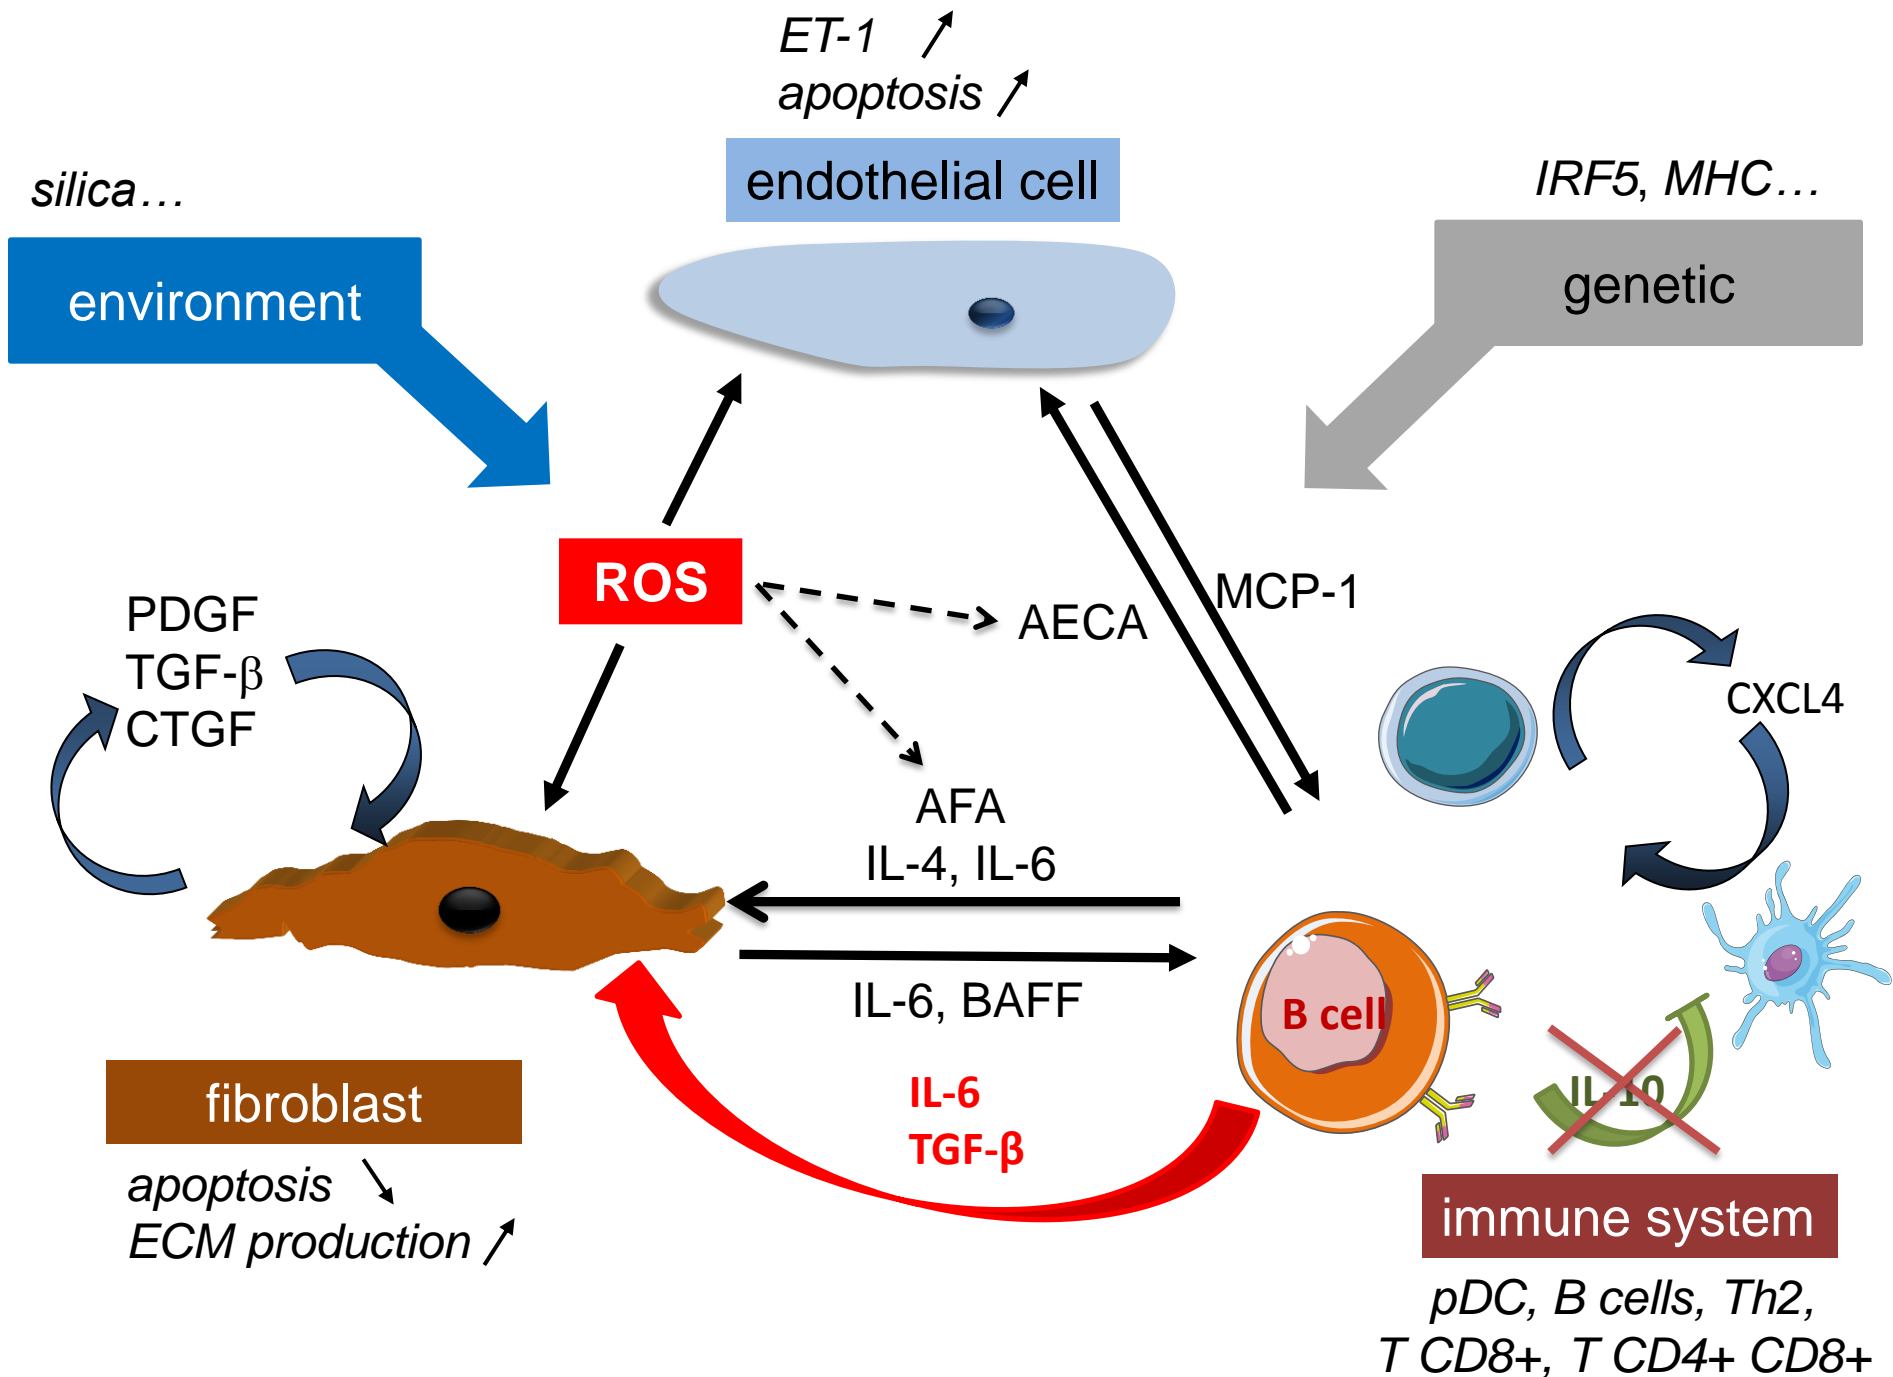 ET-1
apoptosis
endothelial cell
silica…
environment
IRF5, MHC…
genetic
ROS
AECA
MCP-1
PDGF
TGF-β
CTGF
CXCL4
AFA
IL-4, IL-6
IL-6, BAFF
B cell
IL-6
TGF-β
IL-10
fibroblast
apoptosis
ECM production
immune system
pDC, B cells, Th2,
T CD8+, T CD4+ CD8+